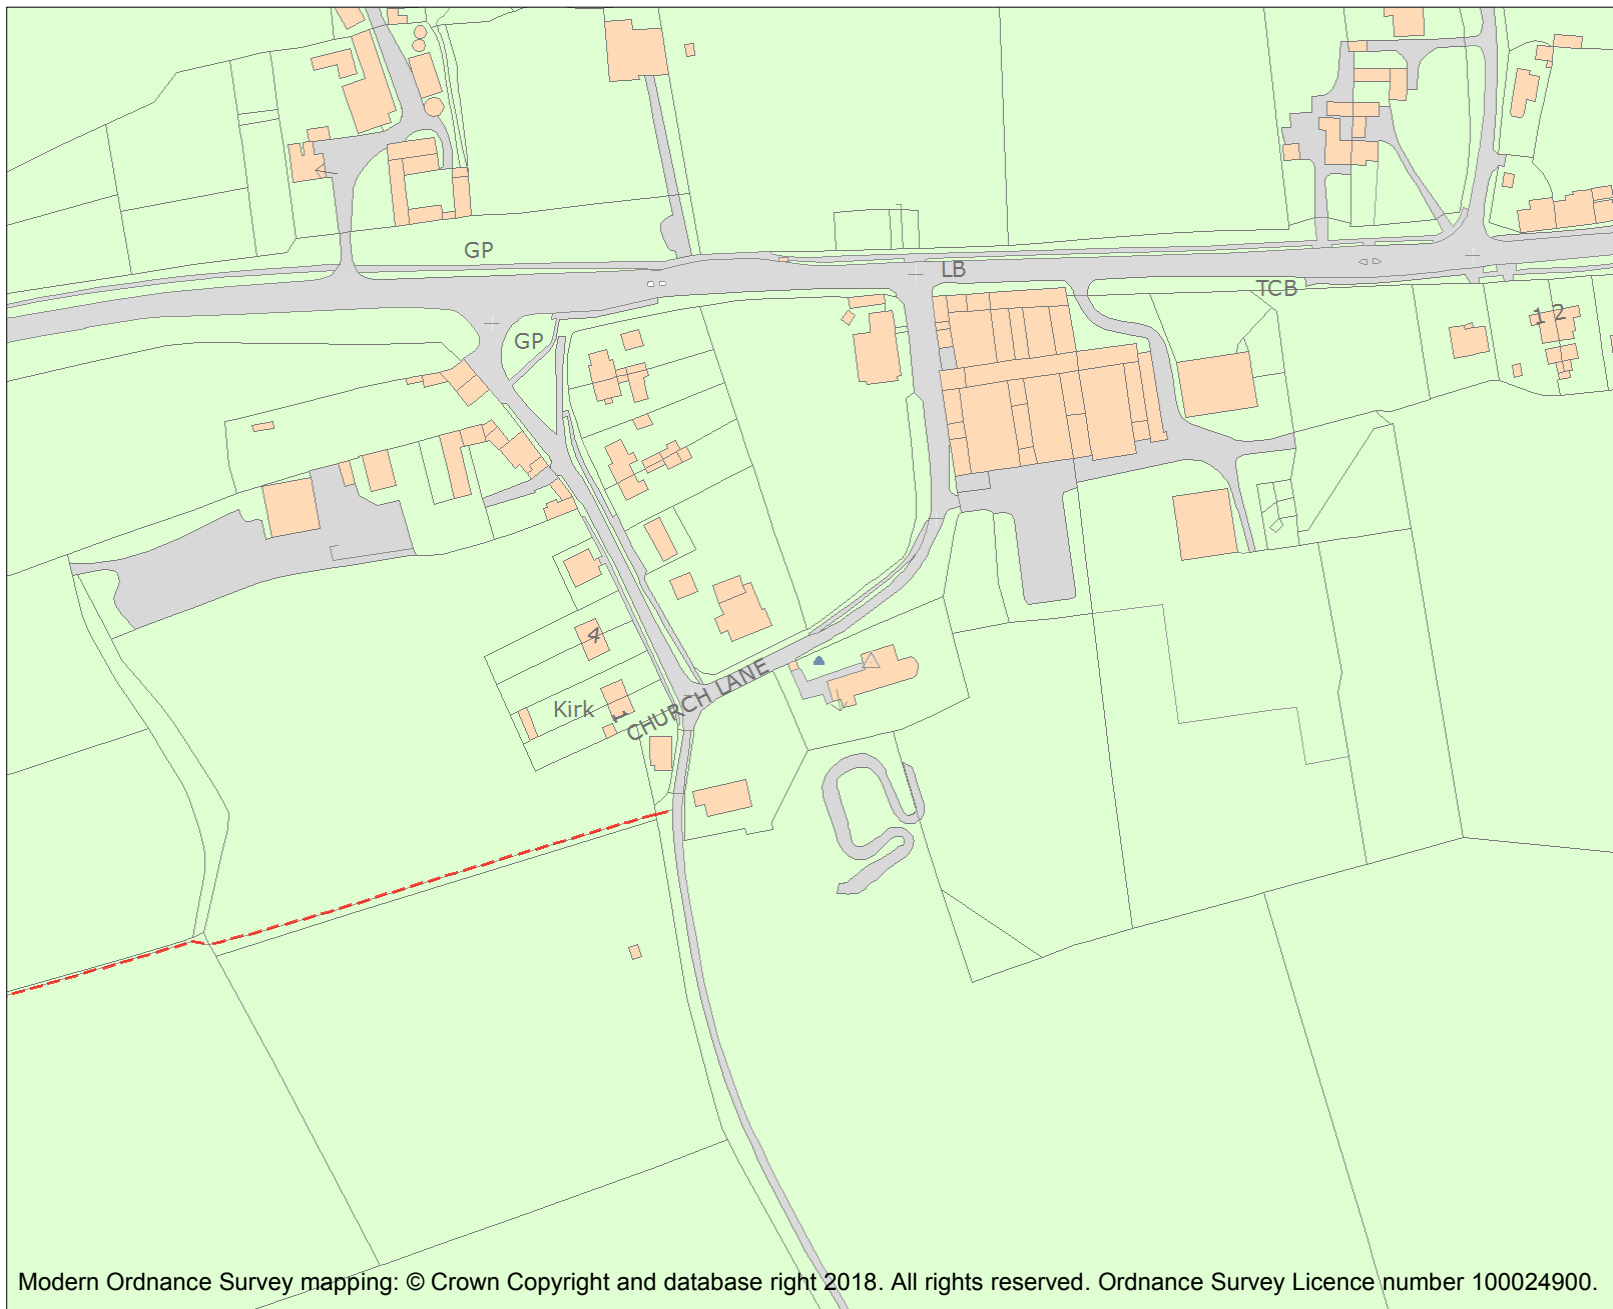 GP
LB
TCB
1 2
GP
4
Kirk
1
CHURCH LANE
Modern Ordnance Survey mapping: © Crown Copyright and database right 2018. All rights reserved. Ordnance Survey Licence number 100024900.